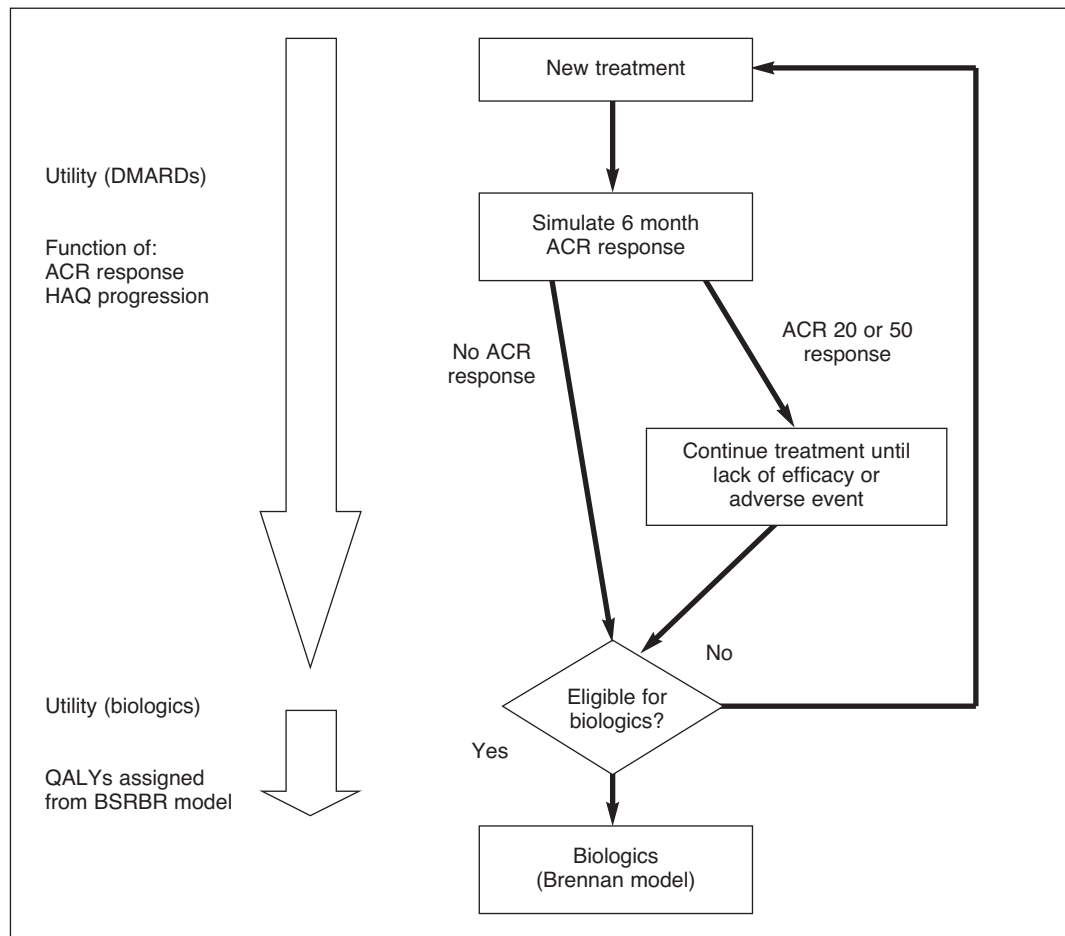 New treatment
Utility (DMARDs)
Function of:
ACR response
HAQ progression
Simulate 6 month
ACR response
No ACR
response
ACR 20 or 50
response
Continue treatment until
lack of efficacy or
adverse event
No
Eligible for
biologics?
Yes
Utility (biologics)
QALYs assigned
from BSRBR model
Biologics
(Brennan model)